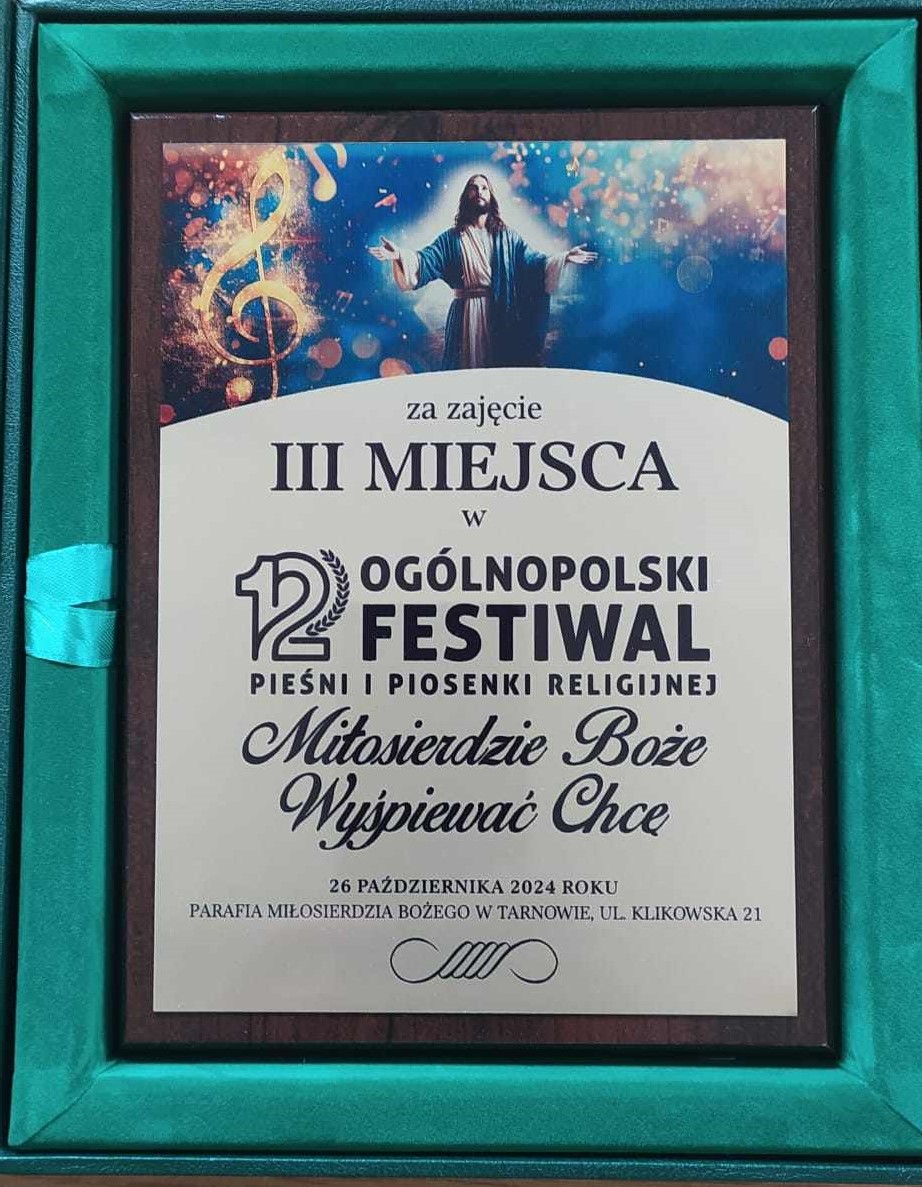 za zajęcie
III MIEJSCA
w
12 OGÓLNOPOLSKI
FESTIWAL
PIEŚNI I PIOSENKI RELIGIJNEJ
Miłosierdzie Boże
Wyśpiewać Chcę
26 PAŹDZIERNIKA 2024 ROKU
PARAFIA MIŁOSIERDZIA BOŻEGO W TARNOWIE, UL. KLIKOWSKA 21